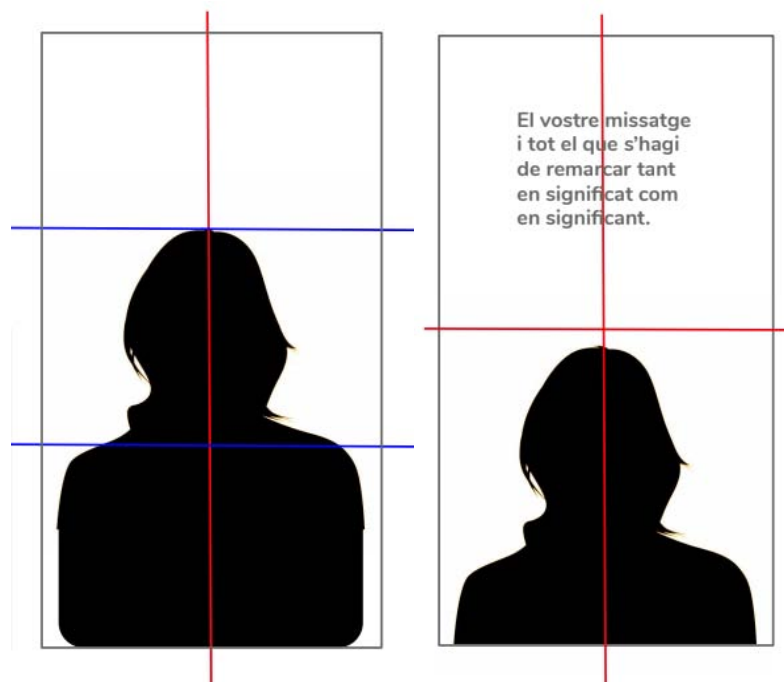 El vostre missatge
i tot el que s’hagi
de remarcar tant
en significat com
en significant.